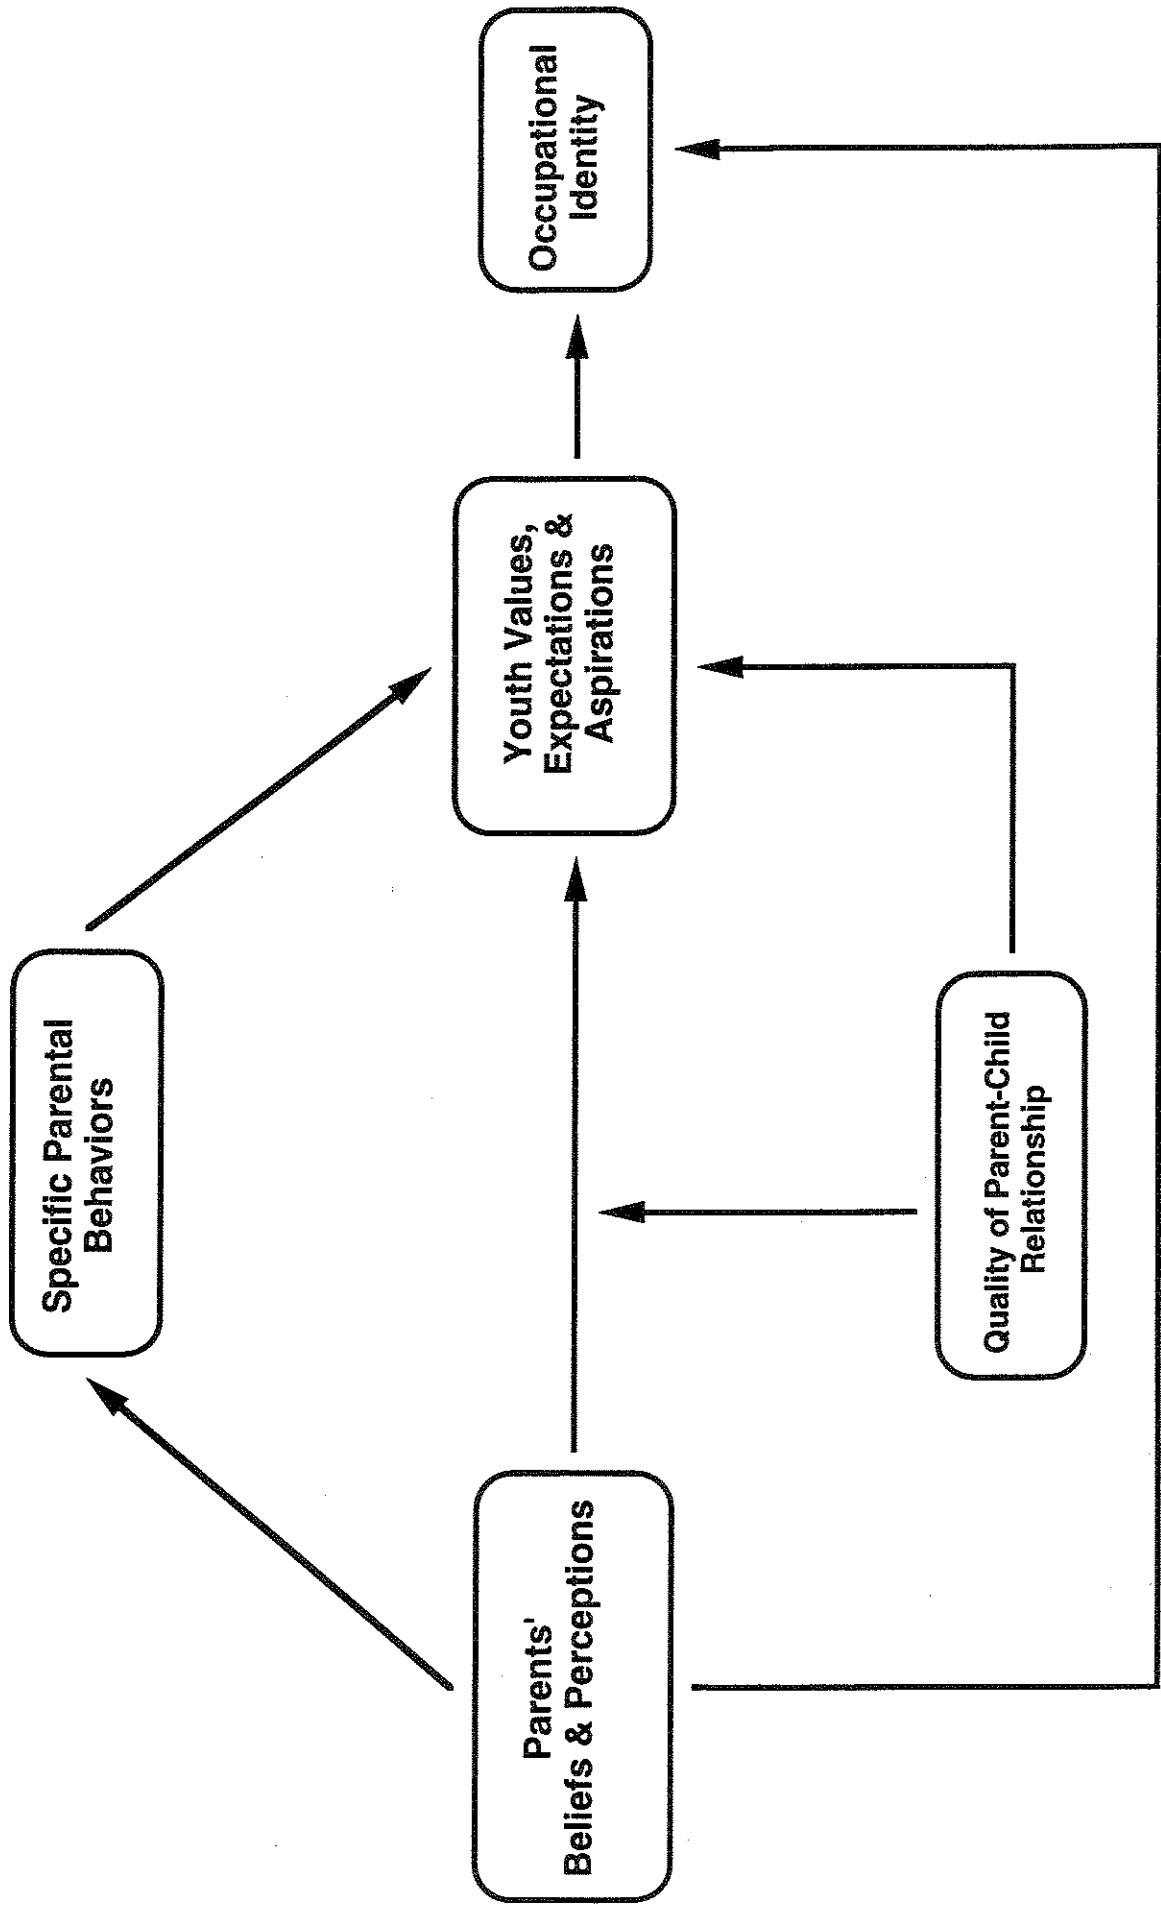 Specific Parental
Behaviors
Parents'
Beliefs & Perceptions
Youth Values,
Expectations &
Aspirations
Occupational
Identity
Quality of Parent-Child
Relationship